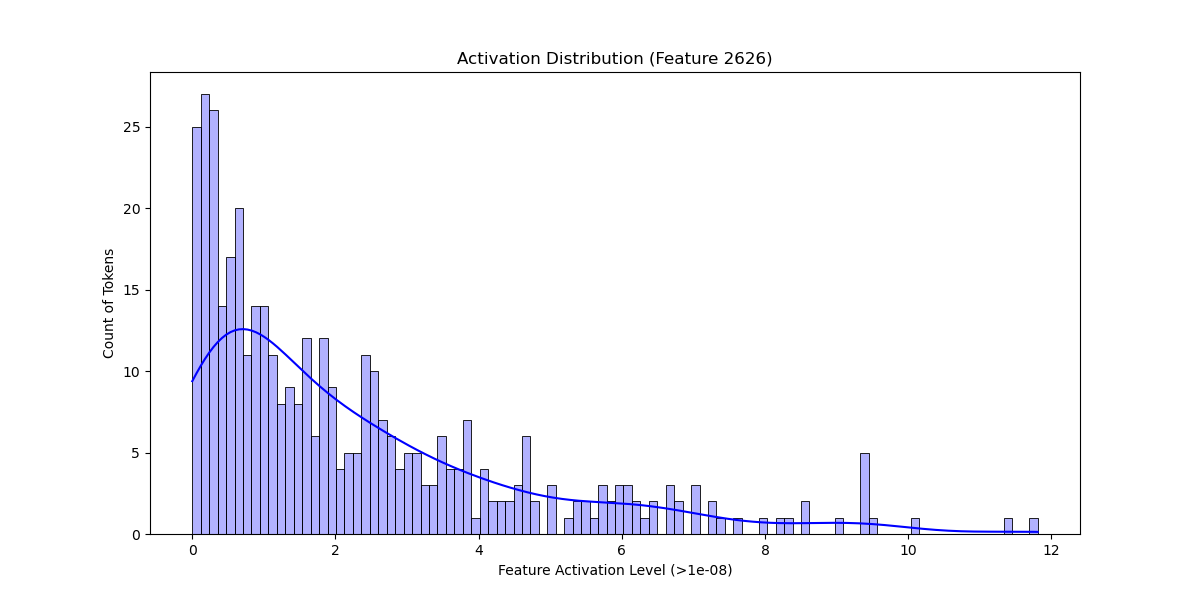 Activation Distribution (Feature 2626)
Count of Tokens
25
20
15
10
5
0
0 2 4 6 8 10 12
Feature Activation Level (>1e-08)